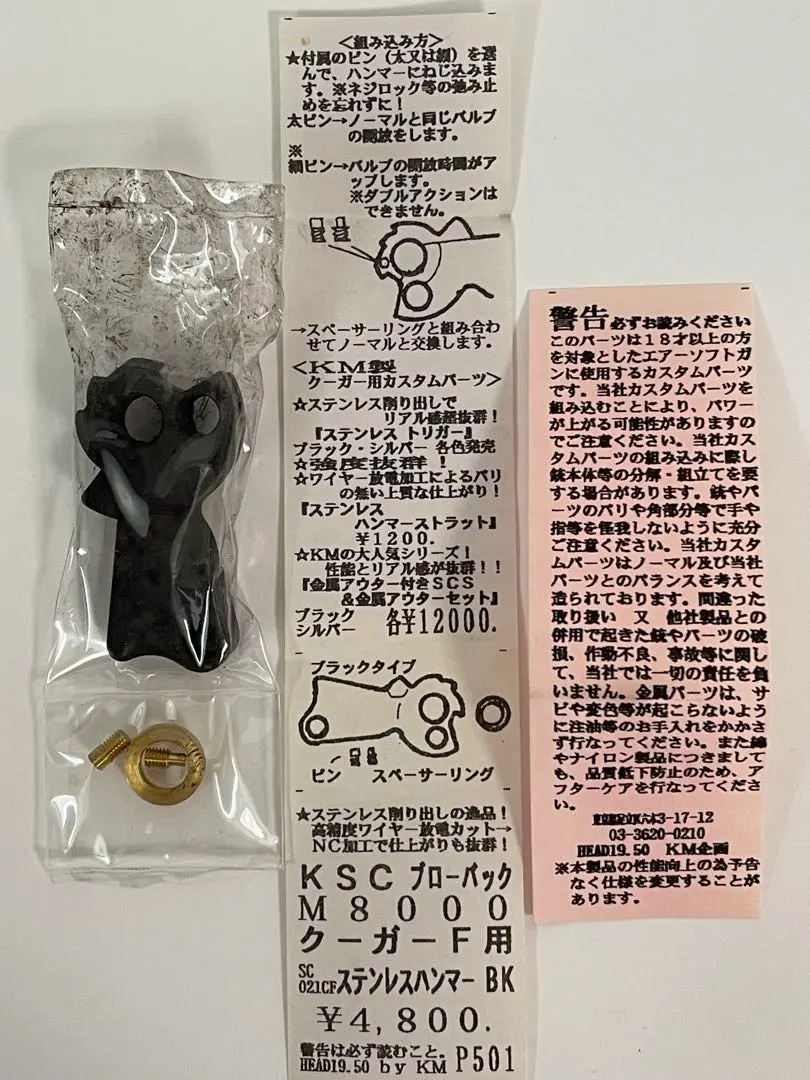 <組み込み方>
★付属のピン(太又は細)を選
んで、ハンマーにねじ込みま
す。※ネジロック等の弛み止
めを忘れずに!
太ピン→ノーマルと同じバルブ
の開放をします。
※
細ピン→バルブの開放時間がア
ップします。
※ダブルアクションは
できません。
→スペーサーリングと組み合わ
せてノーマルと交換します。
<KM製
クーガー用カスタムパーツ>
★ステンレス削り出しで
リアル感超抜群!
『ステンレス トリガー』
ブラック・シルバー 各色発売
★強度抜群!
★ワイヤー放電加工によるバリ
の無い上質な仕上がり!
『ステンレス
ハンマーストラット』
¥1200.
★KMの大人気シリーズ!
性能とリアル感が抜群!!
『金属アウター付きSCS
&金属アウターセット』
ブラック
シルバー 各¥12000.
ブラックタイプ
ピン スペーサーリング
★ステンレス削り出しの逸品!
高精度ワイヤー放電カット→
NC加工で仕上がりも抜群!
KSC ブローバック
M8000
クーガーF用
SC
021CF ステンレスハンマー BK
¥4,800.
警告は必ず読むこと。
HEAD19.50 by KM P501
警告 必ずお読みください
このパーツは18才以上の方
を対象としたエアーソフトガ
ンに使用するカスタムパーツ
です。当社カスタムパーツを
組み込むことにより、パワー
が上がる可能性がありますの
でご注意ください。当社カス
タムパーツの組み込みに際し
銃本体等の分解・組立てを要
する場合があります。銃やパ
ーツのバリや角部分等で手や
指等を怪我しないように充分
ご注意ください。当社カスタ
ムパーツはノーマル及び当社
パーツとのバランスを考えて
造られております。間違った
取り扱い 又 他社製品との
併用で起きた銃やパーツの破
損、作動不良、事故等に関し
て、当社では一切の責任を負
いません。金属パーツは、サ
ビや変色等が起こらないよう
に注油等のお手入れをかかさ
ず行なってください。また綿
やナイロン製品につきまして
も、品質低下防止のため、ア
フターケアを行なってくださ
い。
3-17-12
03-3620-0210
HEAD19.50 KM企画
※本製品の性能向上の為予告
なく仕様を変更することが
あります。